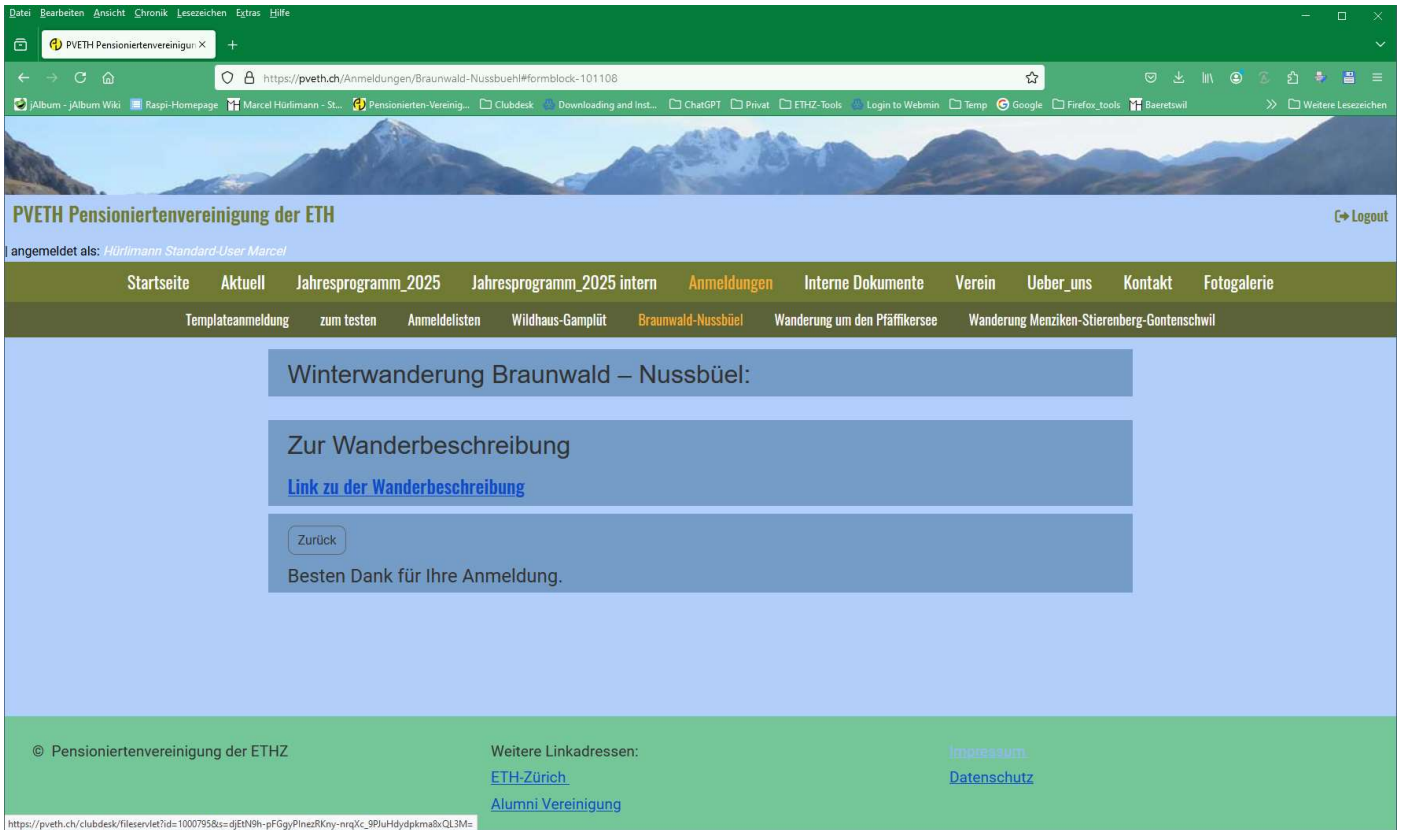 Datei Bearbeiten Ansicht Chronik Lesezeichen Extras Hilfe
PVETH Pensioniertenvereinigun
https://pveth.ch/Anmeldungen/Braunwald-Nussbuehl#formblock-101108
jAlbum - jAlbum Wiki Raspi-Homepage Marcel Hürlimann - St... Pensionierten-Vereinig... Clubdesk Downloading and Inst... ChatGPT Privat ETHZ-Tools Login to Webmin Temp Google Firefox_tools Baeretswil Weitere Lesezeichen
PVETH Pensioniertenvereinigung der ETH
Logout
| angemeldet als: Hürlimann Standard-User Marcel
Startseite Aktuell Jahresprogramm_2025 Jahresprogramm_2025 intern Anmeldungen Interne Dokumente Verein Ueber_uns Kontakt Fotogalerie
Templateanmeldung zum testen Anmeldelisten Wildhaus-Gamplüt Braunwald-Nussbüel Wanderung um den Pfäffikersee Wanderung Menziken-Stierenberg-Gontenschwil
Winterwanderung Braunwald – Nussbüel:
Zur Wanderbeschreibung
Link zu der Wanderbeschreibung
Zurück
Besten Dank für Ihre Anmeldung.
© Pensioniertenvereinigung der ETHZ
Weitere Linkadressen:
ETH-Zürich
Alumni Vereinigung
Impressum
Datenschutz
https://pveth.ch/clubdesk/fileservlet?id=1000795&s=djEtN9h-pFGgyPInezRKny-nrqXc_9PJuHdydpkma8xQL3M=